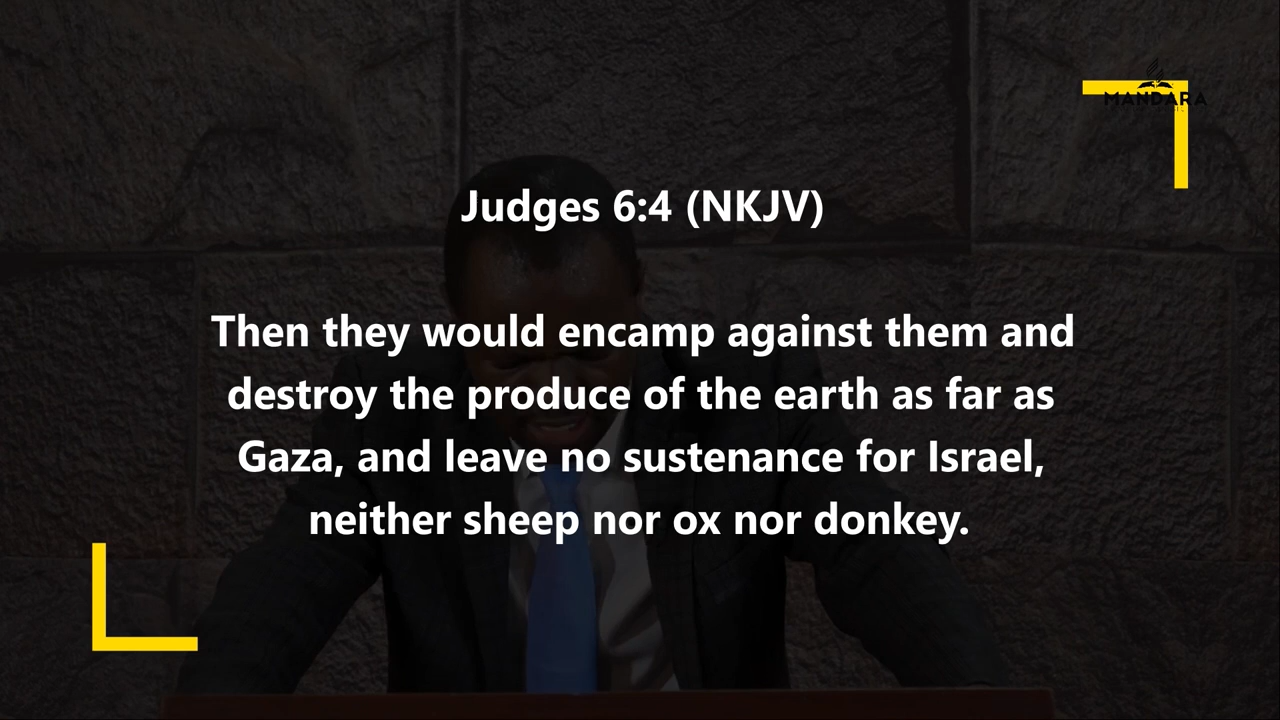 MANDARA
Judges 6:4 (NKJV)
Then they would encamp against them and
destroy the produce of the earth as far as
Gaza, and leave no sustenance for Israel,
neither sheep nor ox nor donkey.